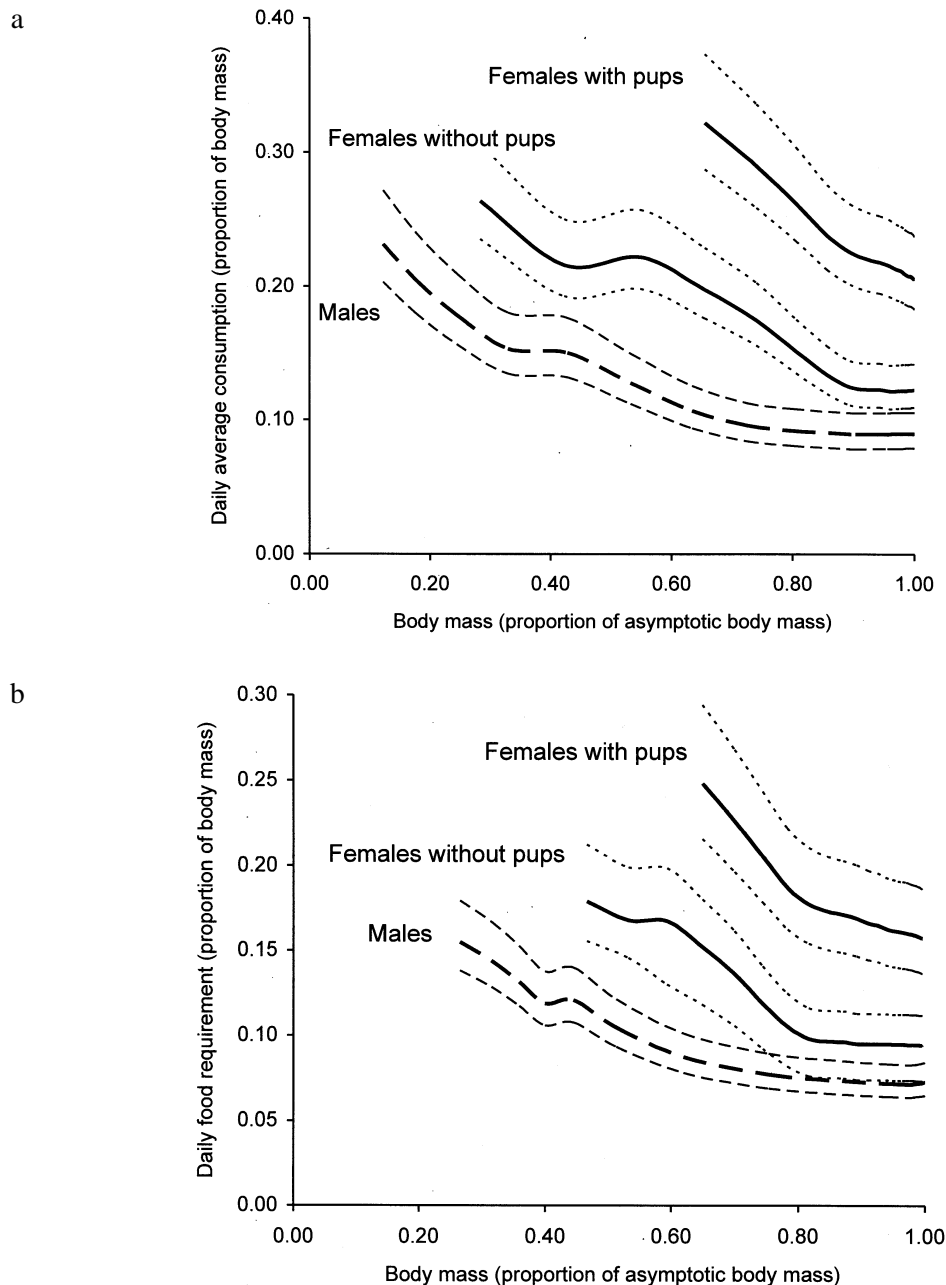 a
Daily average consumption (proportion of body mass)
0.40
0.30
0.20
0.10
0.00
Females with pups
Females without pups
Males
0.00 0.20 0.40 0.60 0.80 1.00
Body mass (proportion of asymptotic body mass)
b
Daily food requirement (proportion of body mass)
0.30
0.25
0.20
0.15
0.10
0.05
0.00
Females with pups
Females without pups
Males
0.00 0.20 0.40 0.60 0.80 1.00
Body mass (proportion of asymptotic body mass)